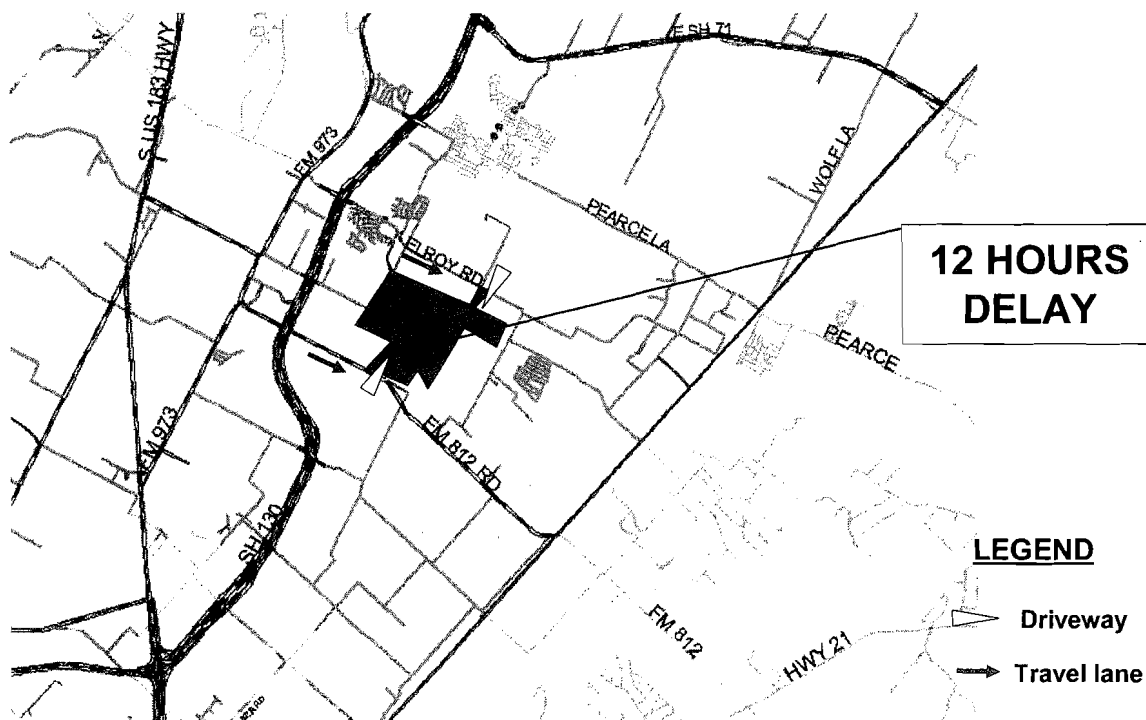 E SH 71
S US 183 HWY
FM 973
WOLF LA
PEARCE LA
ELROY RD
12 HOURS
DELAY
PEARCE
FM 973
FM 812 RD
SH 130
LEGEND
FM 812
Driveway
HWY 21
Travel lane